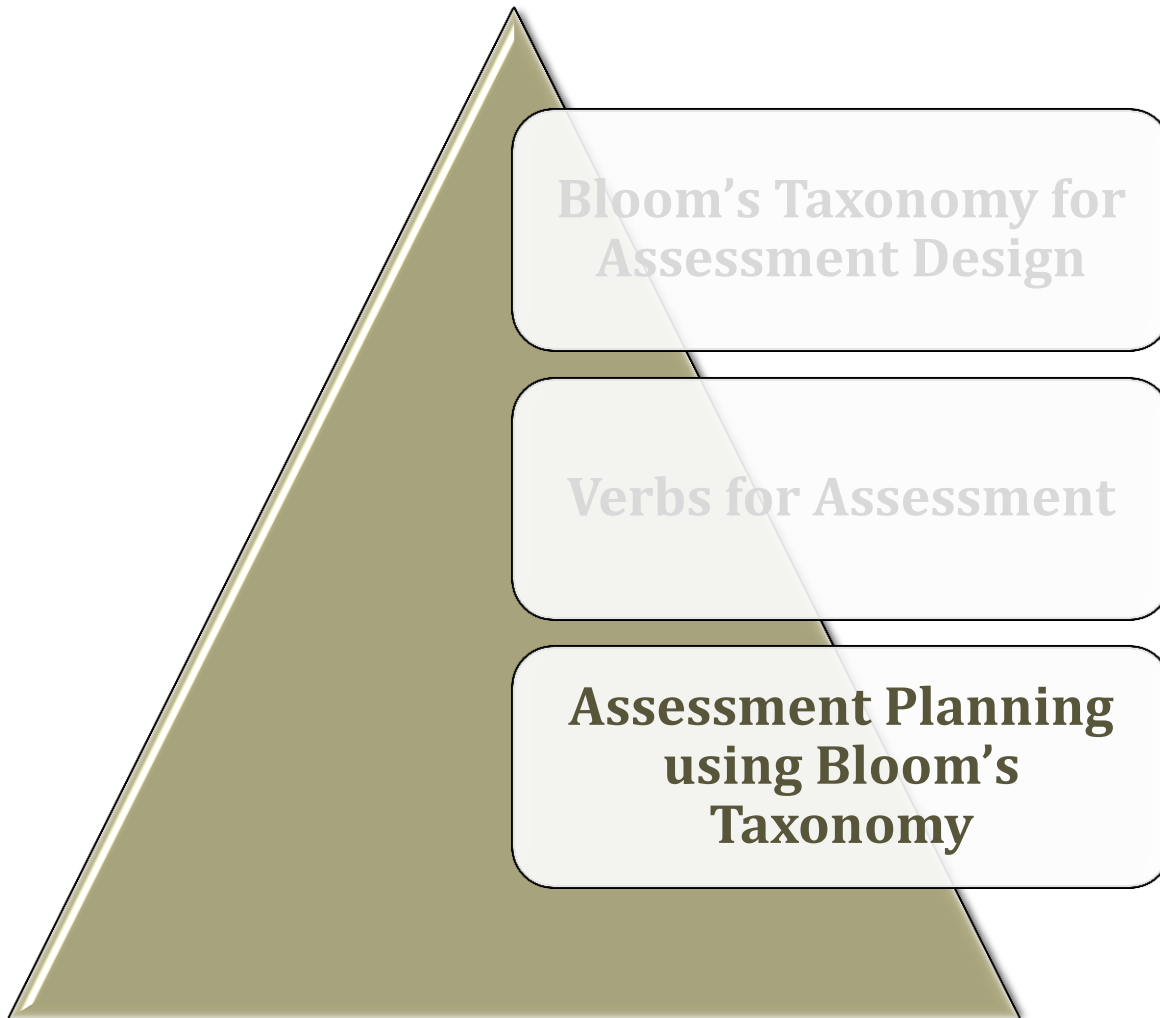 Bloom’s Taxonomy for
Assessment Design
Verbs for Assessment
Assessment Planning
using Bloom’s
Taxonomy